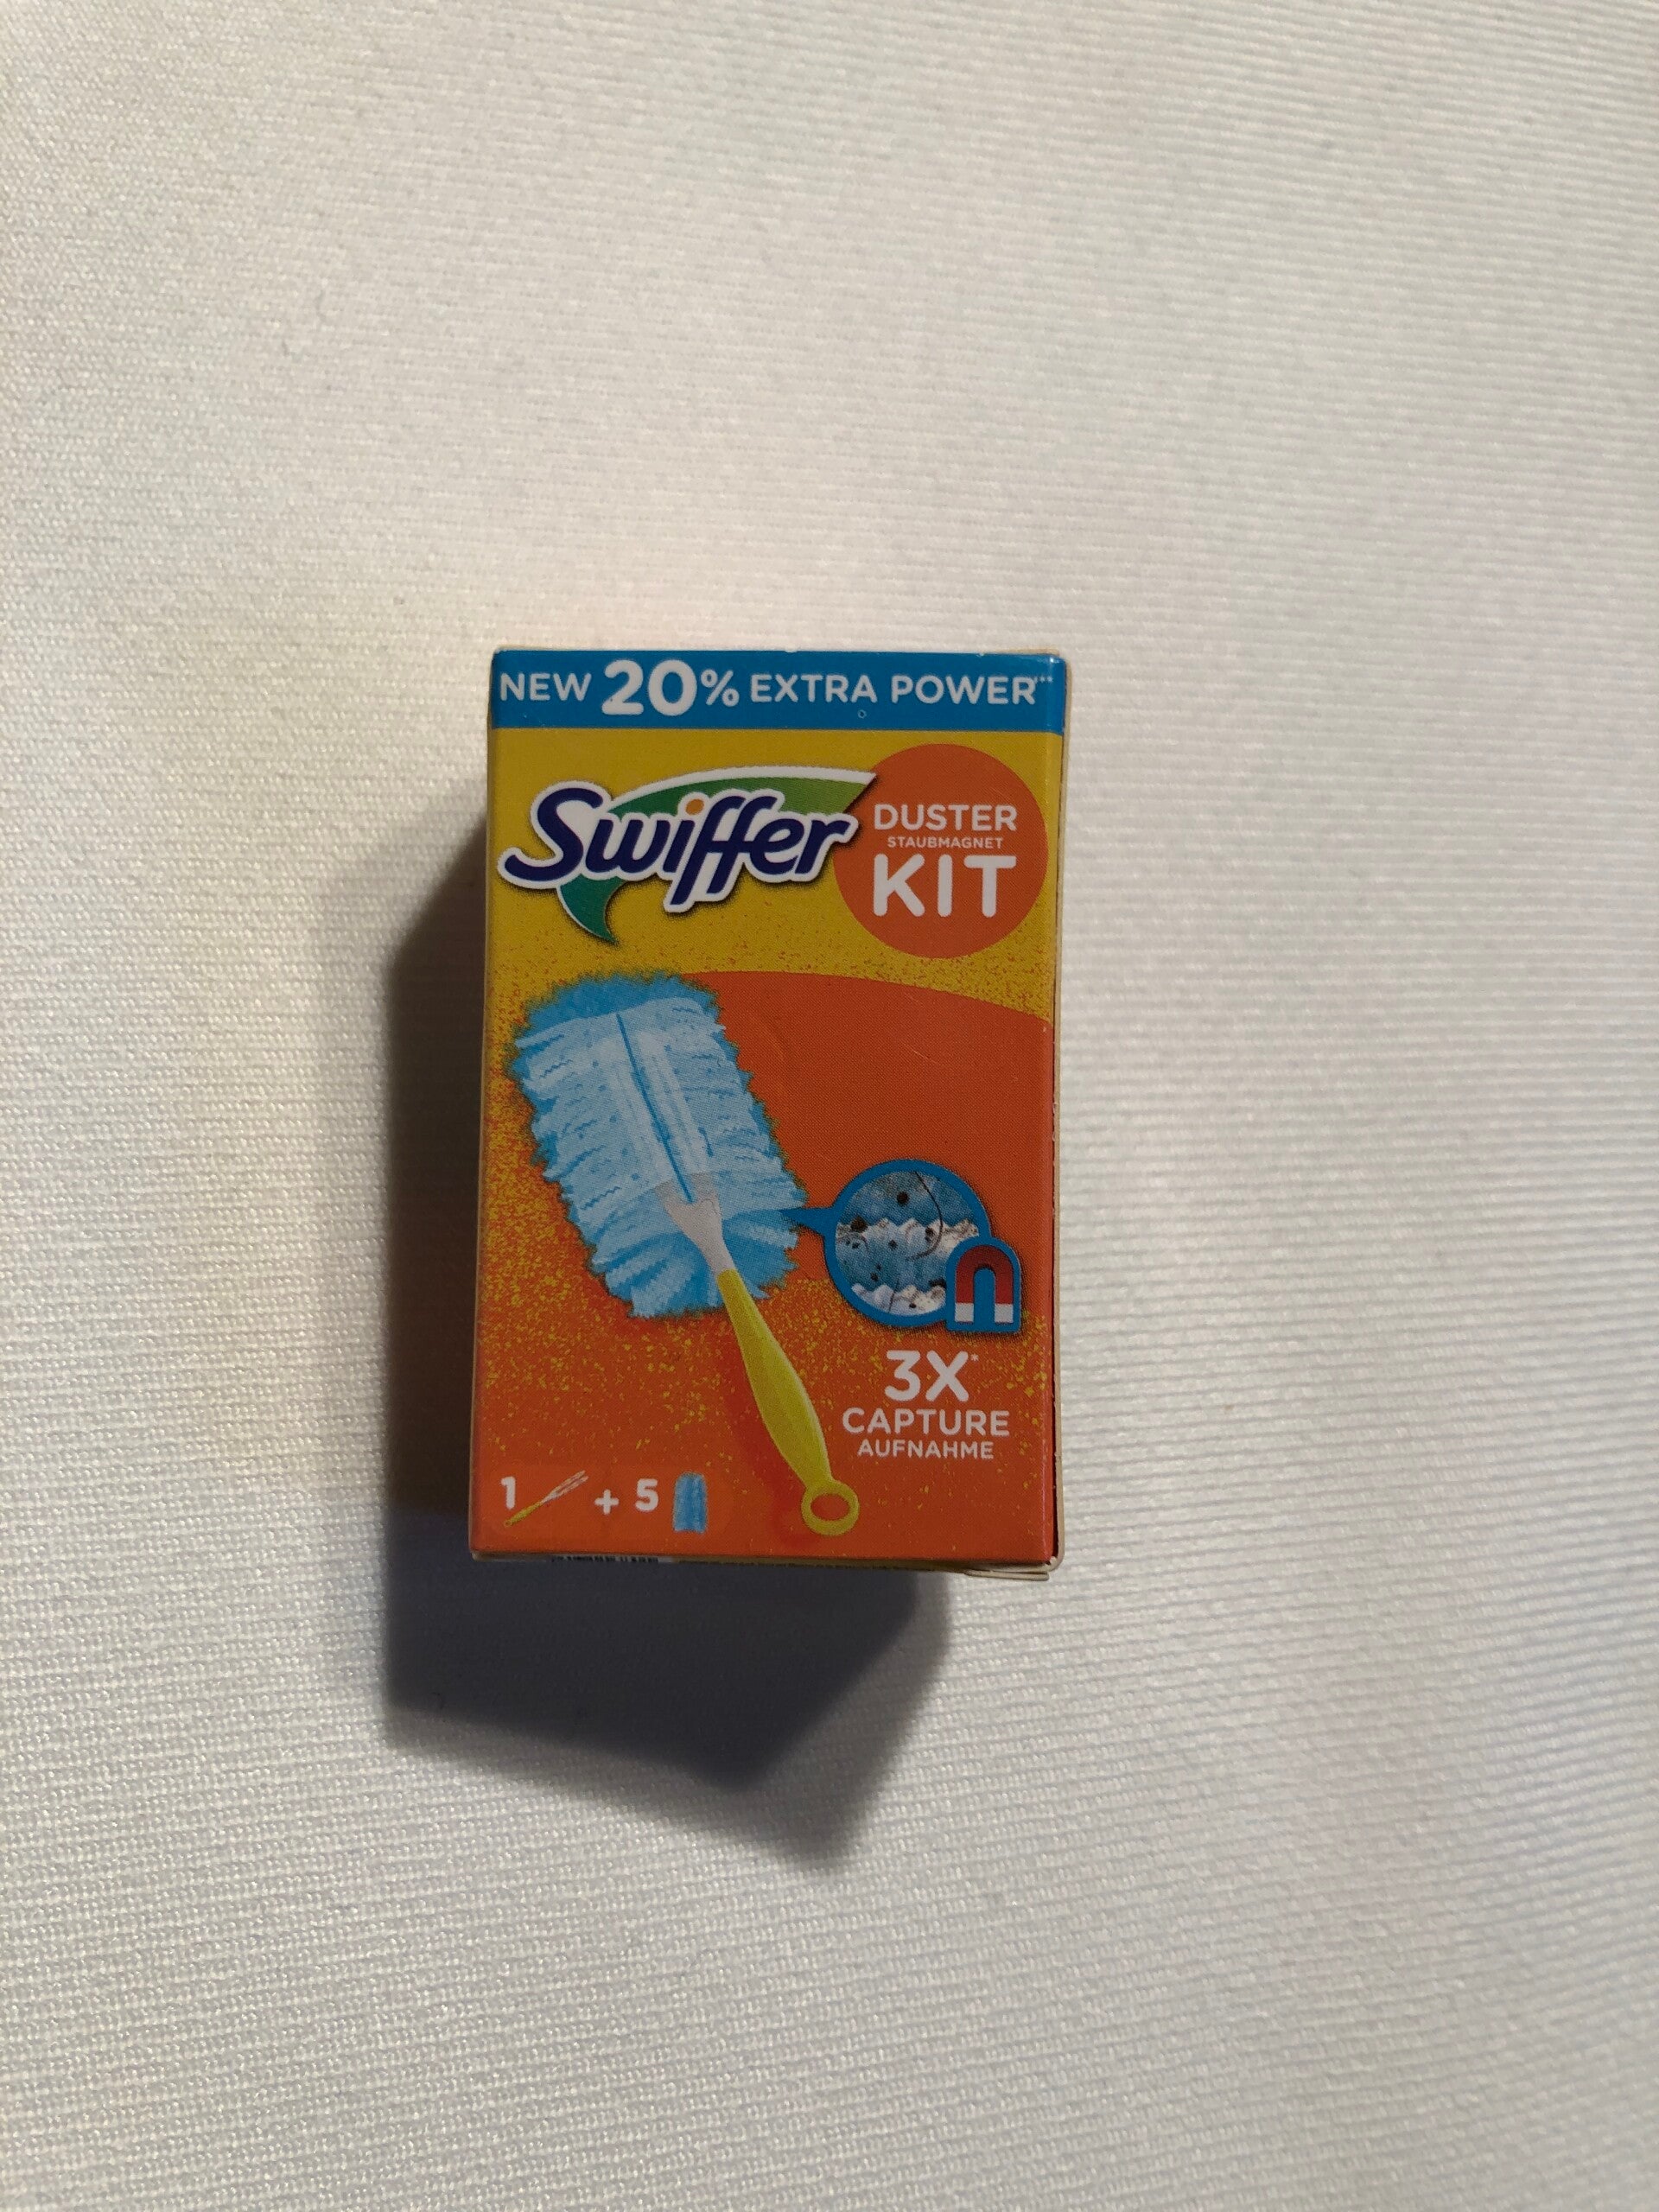 NEW 20% EXTRA POWER***
Swiffer
DUSTER
STAUBMAGNET
KIT
3X*
CAPTURE
AUFNAHME
1 + 5